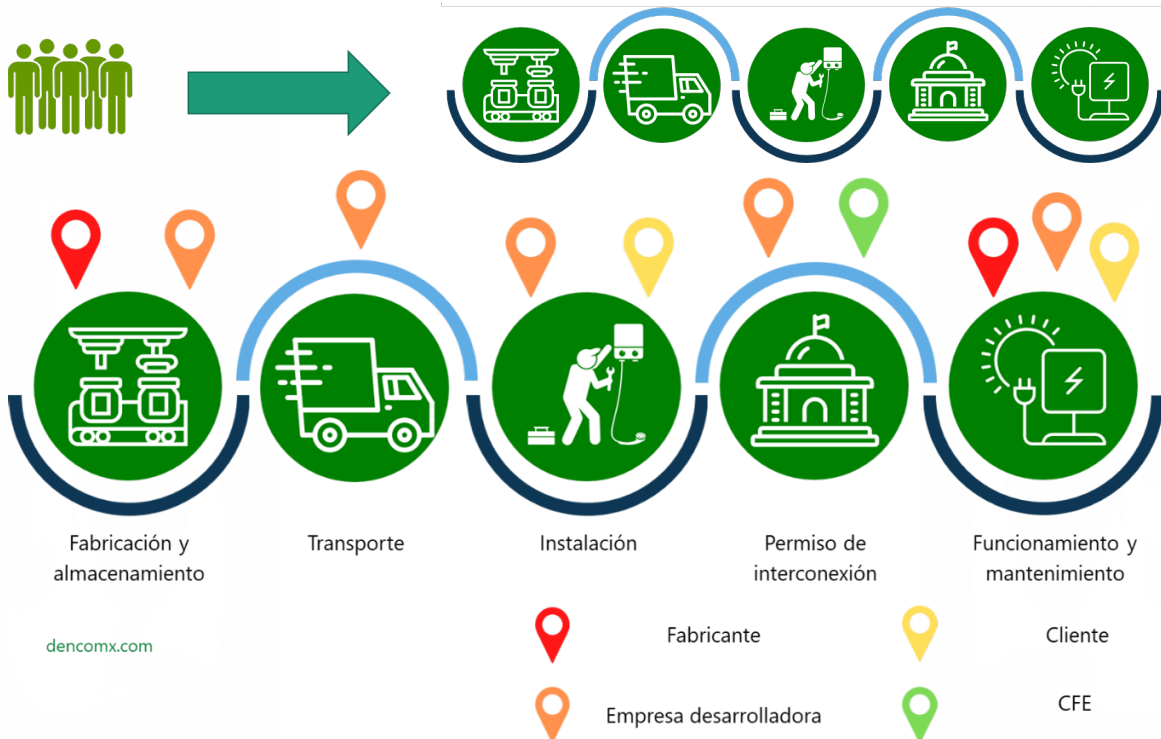 Fabricación y
almacenamiento
Transporte
Instalación
Permiso de
interconexión
Funcionamiento y
mantenimiento
dencomx.com
Fabricante
Cliente
Empresa desarrolladora
CFE